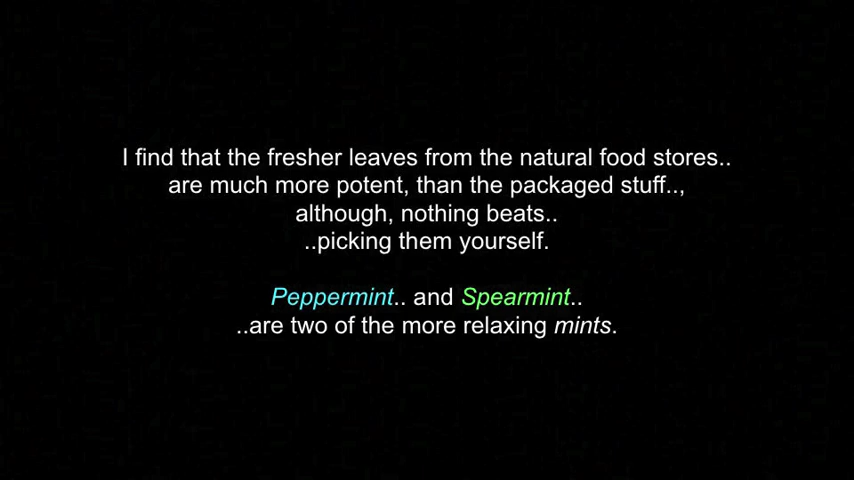 I find that the fresher leaves from the natural food stores..
are much more potent, than the packaged stuff..,
although, nothing beats..
..picking them yourself.
Peppermint.. and Spearmint..
..are two of the more relaxing mints.